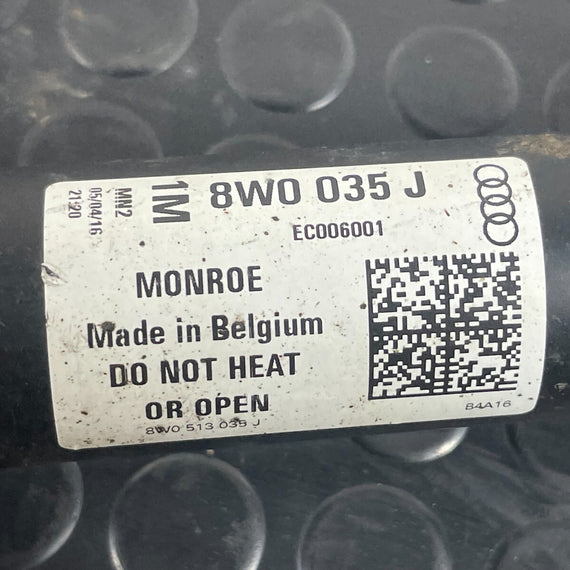 MN2
05/04/16
2120
1M
8W0 035 J
EC006001
MONROE
Made in Belgium
DO NOT HEAT
OR OPEN
8W0 513 035 J
84A16